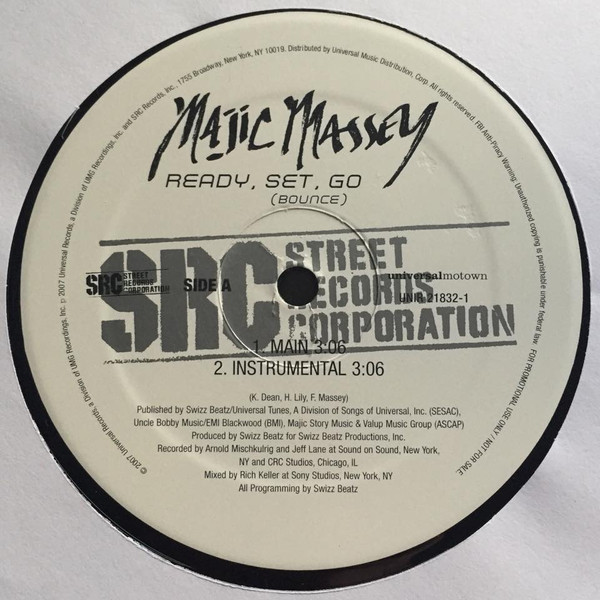 ℗ 2007 Universal Records, a Division of UMG Recordings, Inc. and SRC Records, Inc., 1755 Broadway, New York, NY 10019. Distributed by Universal Music Distribution, Corp. All rights reserved. FBI Anti-Piracy Warning: Unauthorized copying is punishable under federal law. FOR PROMOTIONAL USE ONLY / NOT FOR SALE
© 2007 Universal Records, a Division of UMG Recordings, Inc.
MAJIC MASSEY
READY, SET, GO
(BOUNCE)
SRC STREET RECORDS CORPORATION
SRC STREET RECORDS CORPORATION
SIDE A
universalmotown
UNIR 21832-1
1. MAIN 3:06
2. INSTRUMENTAL 3:06
(K. Dean, H. Lily, F. Massey)
Published by Swizz Beatz/Universal Tunes, A Division of Songs of Universal, Inc. (SESAC),
Uncle Bobby Music/EMI Blackwood (BMI), Majic Story Music & Valup Music Group (ASCAP)
Produced by Swizz Beatz for Swizz Beatz Productions, Inc.
Recorded by Arnold Mischkulrig and Jeff Lane at Sound on Sound, New York,
NY and CRC Studios, Chicago, IL
Mixed by Rich Keller at Sony Studios, New York, NY
All Programming by Swizz Beatz